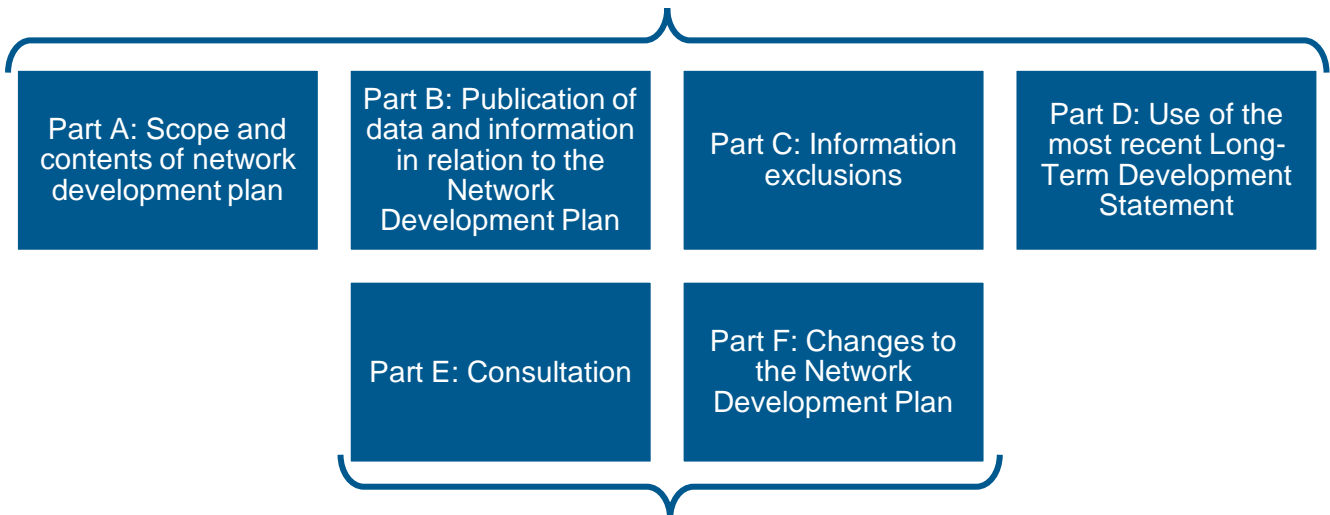 Part A: Scope and
contents of network
development plan
Part B: Publication of
data and information
in relation to the
Network
Development Plan
Part C: Information
exclusions
Part D: Use of the
most recent Long-
Term Development
Statement
Part E: Consultation
Part F: Changes to
the Network
Development Plan